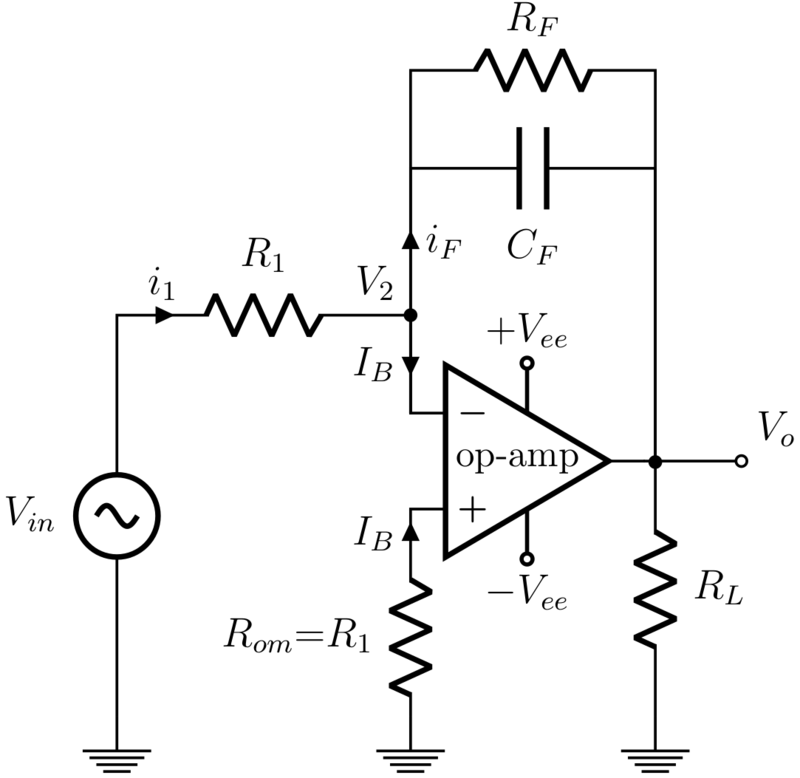 R_F
C_F
i_F
R_1
i_1
V_2
+V_{ee}
I_B
−
op-amp
V_o
V_{in}
+
I_B
−V_{ee}
R_L
R_{om}=R_1